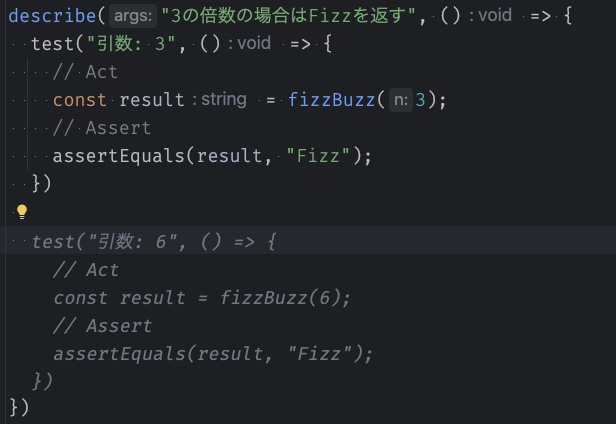 describe( args: "3の倍数の場合はFizzを返す", () : void => {
test("引数: 3", () : void => {
// Act
const result : string = fizzBuzz( n: 3);
// Assert
assertEquals(result, "Fizz");
})
test("引数: 6", () => {
// Act
const result = fizzBuzz(6);
// Assert
assertEquals(result, "Fizz");
})
})